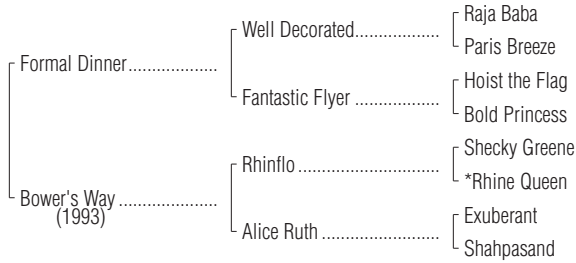 Raja Baba
Well Decorated..................
Paris Breeze
Formal Dinner...................
Hoist the Flag
Fantastic Flyer ..................
Bold Princess
Shecky Greene
Rhinflo ..............................
*Rhine Queen
Bower's Way .....................
(1993)
Exuberant
Alice Ruth .........................
Shahpasand